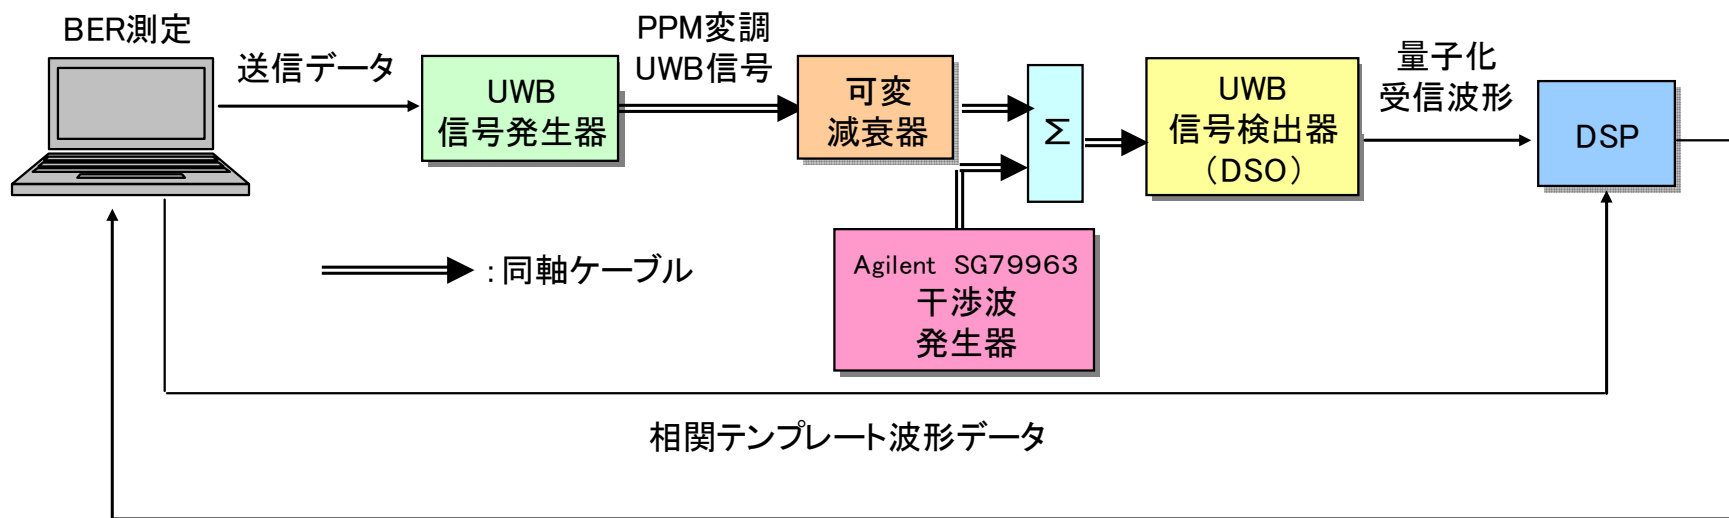 BER測定
送信データ
UWB
信号発生器
PPM変調
UWB信号
可変
減衰器
Σ
UWB
信号検出器
（DSO）
量子化
受信波形
DSP
：同軸ケーブル
Agilent SG79963
干渉波
発生器
相関テンプレート波形データ